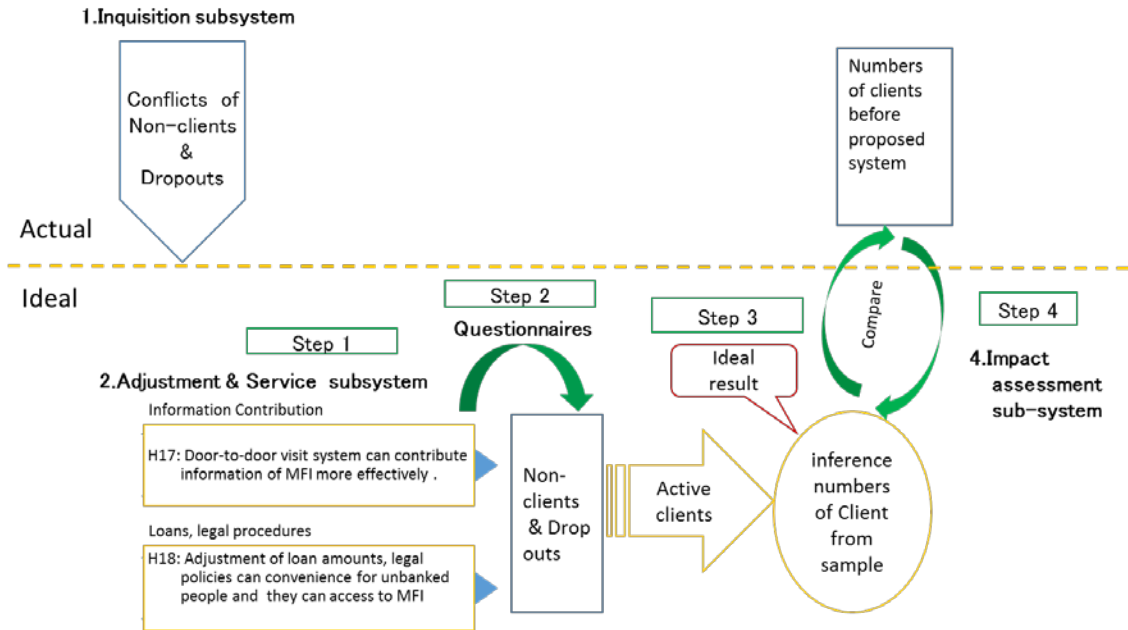 1.Inquisition subsystem
Conflicts of
Non-clients
&
Dropouts
Numbers
of clients
before
proposed
system
Actual
Ideal
Step 1
2.Adjustment & Service subsystem
Information Contribution
H17: Door-to-door visit system can contribute
information of MFI more effectively .
Loans, legal procedures
H18: Adjustment of loan amounts, legal
policies can convenience for unbanked
people and they can access to MFI
Step 2
Questionnaires
Non-
clients
& Drop
outs
Active
clients
Step 3
Ideal
result
inference
numbers
of Client
from
sample
Compare
Step 4
4.Impact
assessment
sub-system